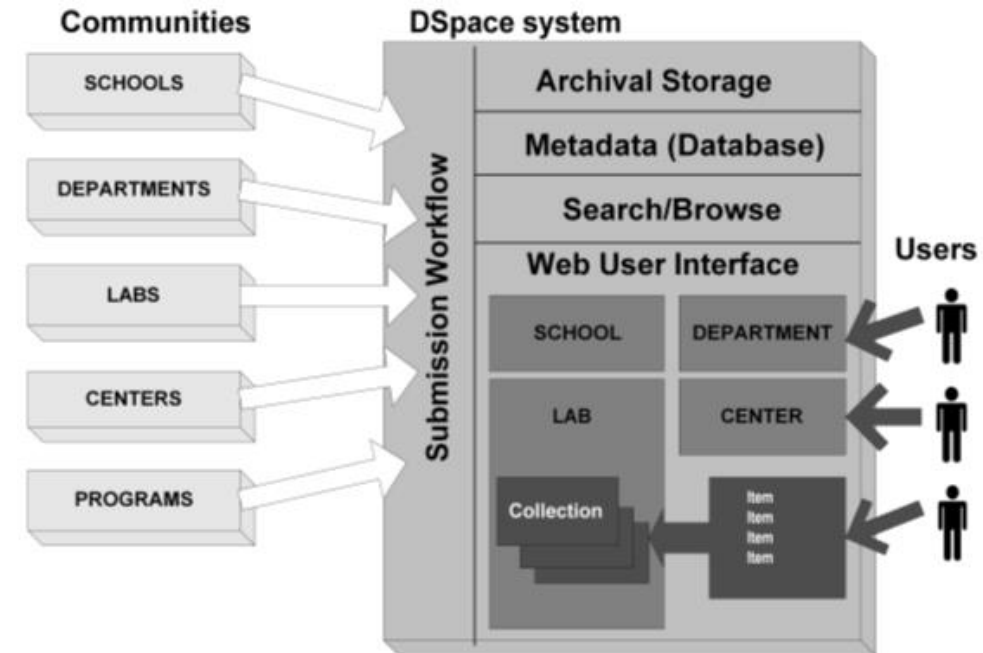 Communities
DSpace system
SCHOOLS
DEPARTMENTS
LABS
CENTERS
PROGRAMS
Submission Workflow
Archival Storage
Metadata (Database)
Search/Browse
Web User Interface
SCHOOL
DEPARTMENT
LAB
CENTER
Collection
Item
Item
Item
Item
Users